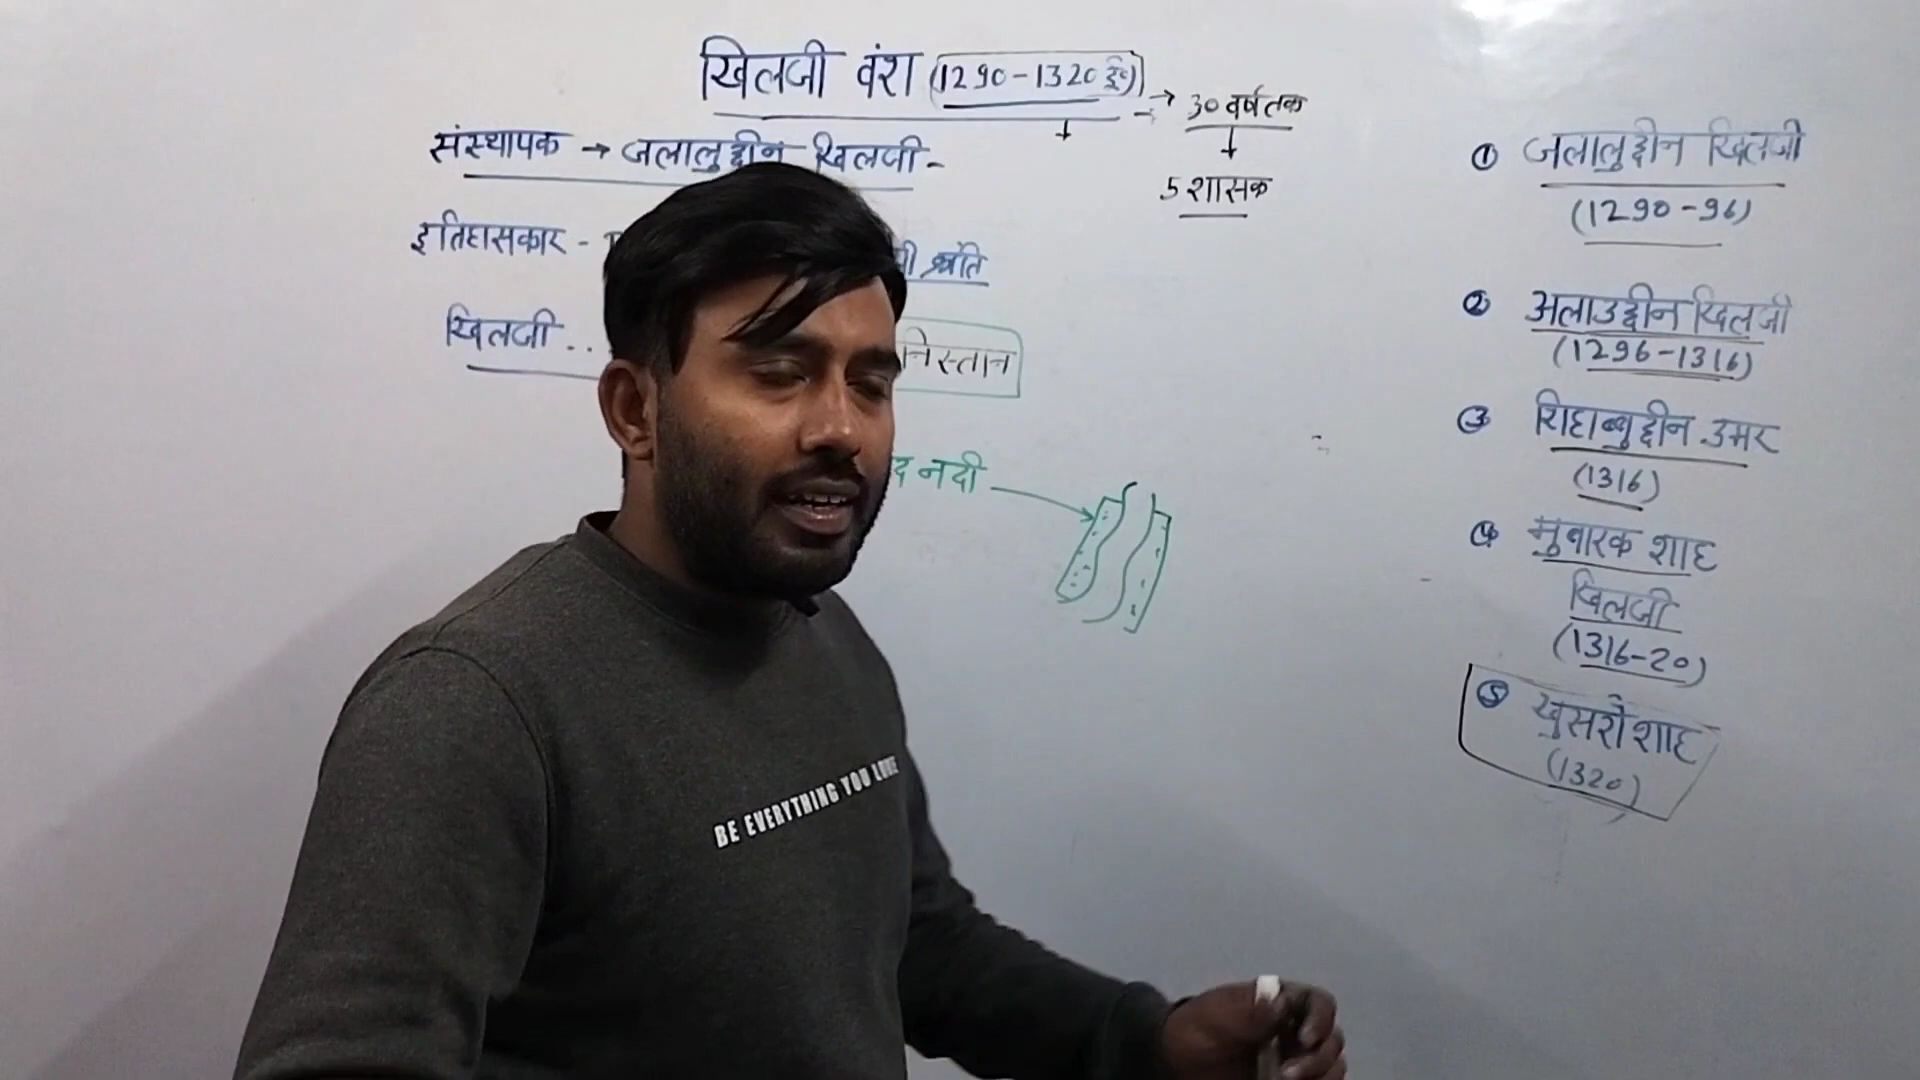 खिलजी वंश (1290-1320 ई०)
→ 30 वर्ष तक
↓
5 शासक
संस्थापक → जलालुद्दीन खिलजी -
इतिहासकार -
खिलजी ..
निस्तान
द नदी
① जलालुद्दीन खिलजी
(1290-96)
② अलाउद्दीन खिलजी
(1296-1316)
③ शिहाबुद्दीन उमर
(1316)
④ मुबारक शाह
खिलजी
(1316-20)
⑤ खुसरो शाह
(1320)
BE EVERYTHING YOU LOVE